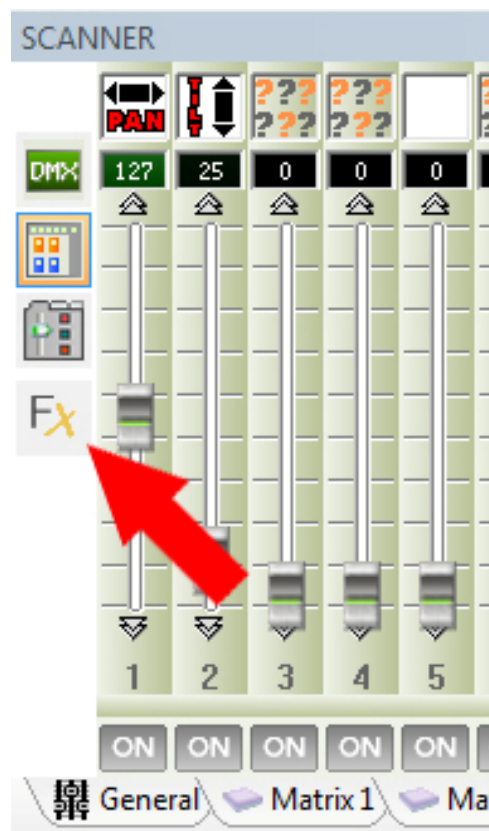 SCANNER
PAN TILT ??? ???
??? ???
DMX 127 25 0 0 0
Fx
1 2 3 4 5
ON ON ON ON ON
General Matrix 1 Ma